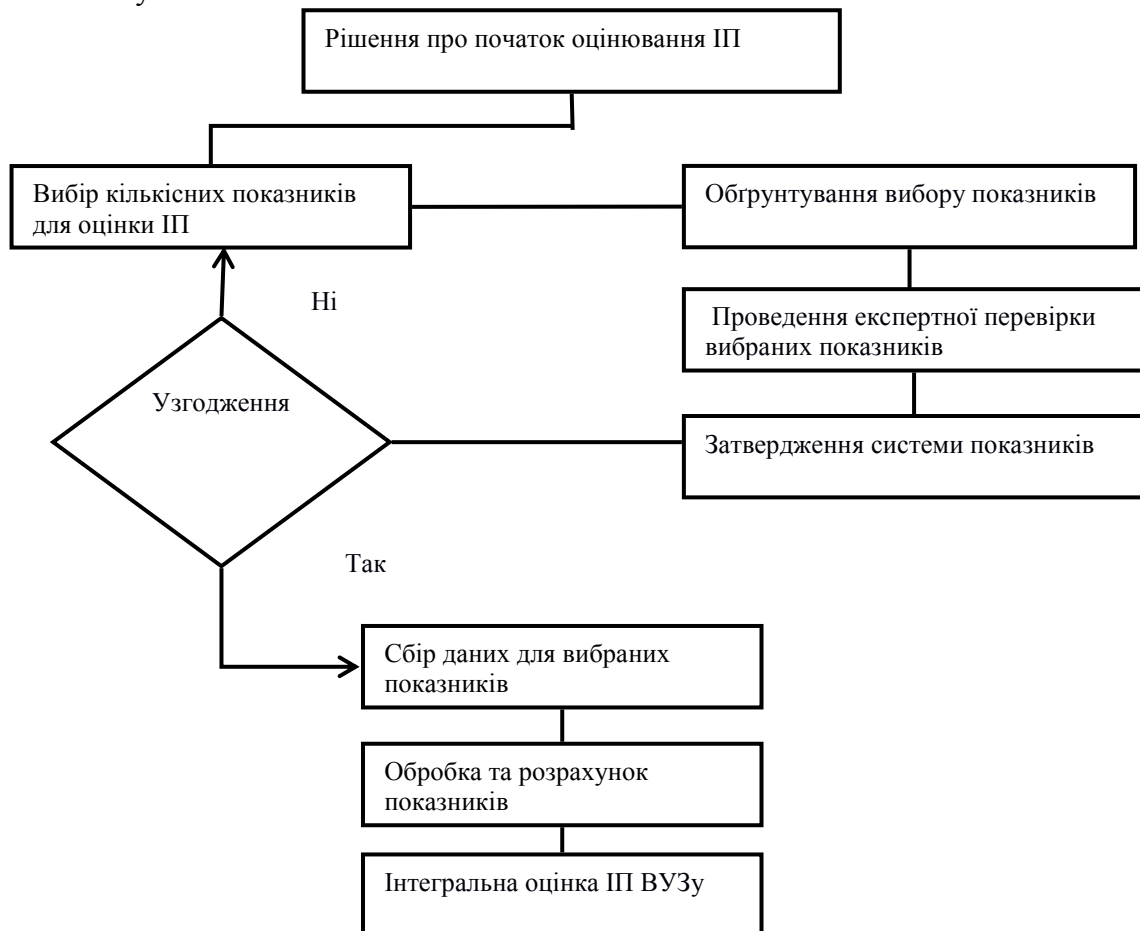 Рішення про початок оцінювання ІП
Вибір кількісних показників
для оцінки ІП
Обґрунтування вибору показників
Ні
Проведення експертної перевірки
вибраних показників
Узгодження
Затвердження системи показників
Так
Сбір даних для вибраних
показників
Обробка та розрахунок
показників
Інтегральна оцінка ІП ВУЗу